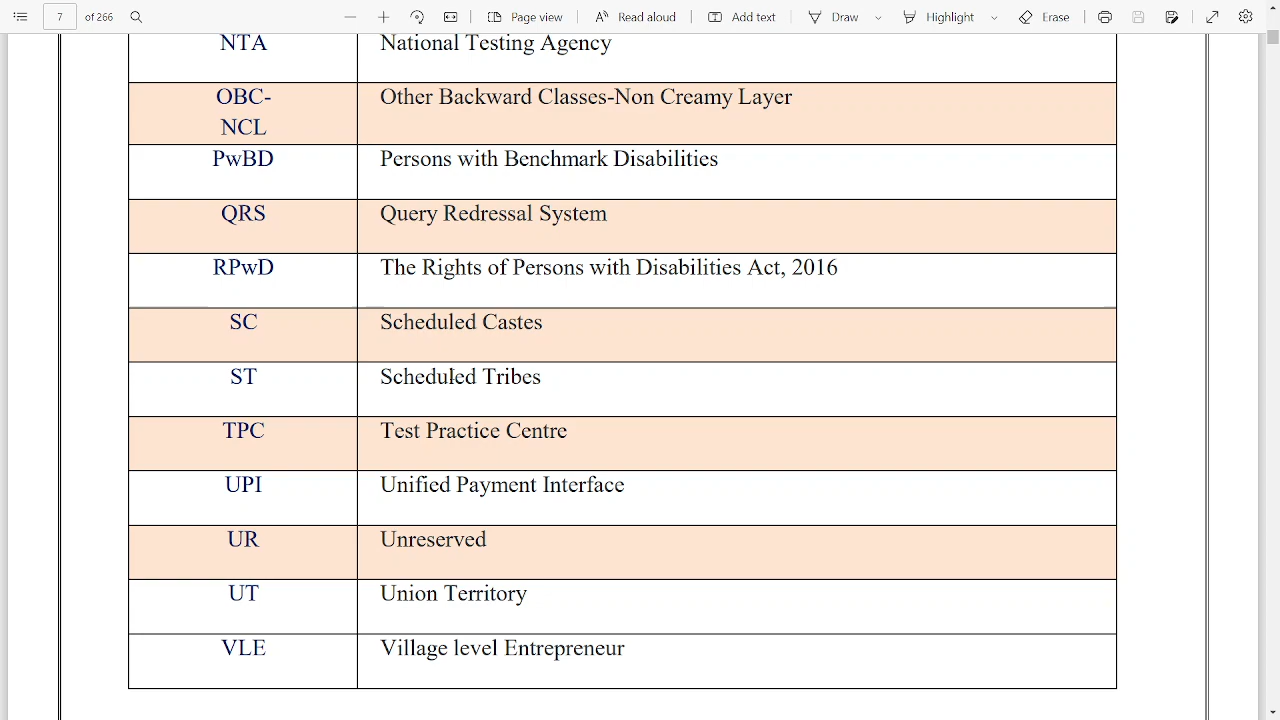 7 of 266 Page view Read aloud Add text Draw Highlight Erase
NTA National Testing Agency
OBC- Other Backward Classes-Non Creamy Layer
NCL
PwBD Persons with Benchmark Disabilities
QRS Query Redressal System
RPwD The Rights of Persons with Disabilities Act, 2016
SC Scheduled Castes
ST Scheduled Tribes
TPC Test Practice Centre
UPI Unified Payment Interface
UR Unreserved
UT Union Territory
VLE Village level Entrepreneur